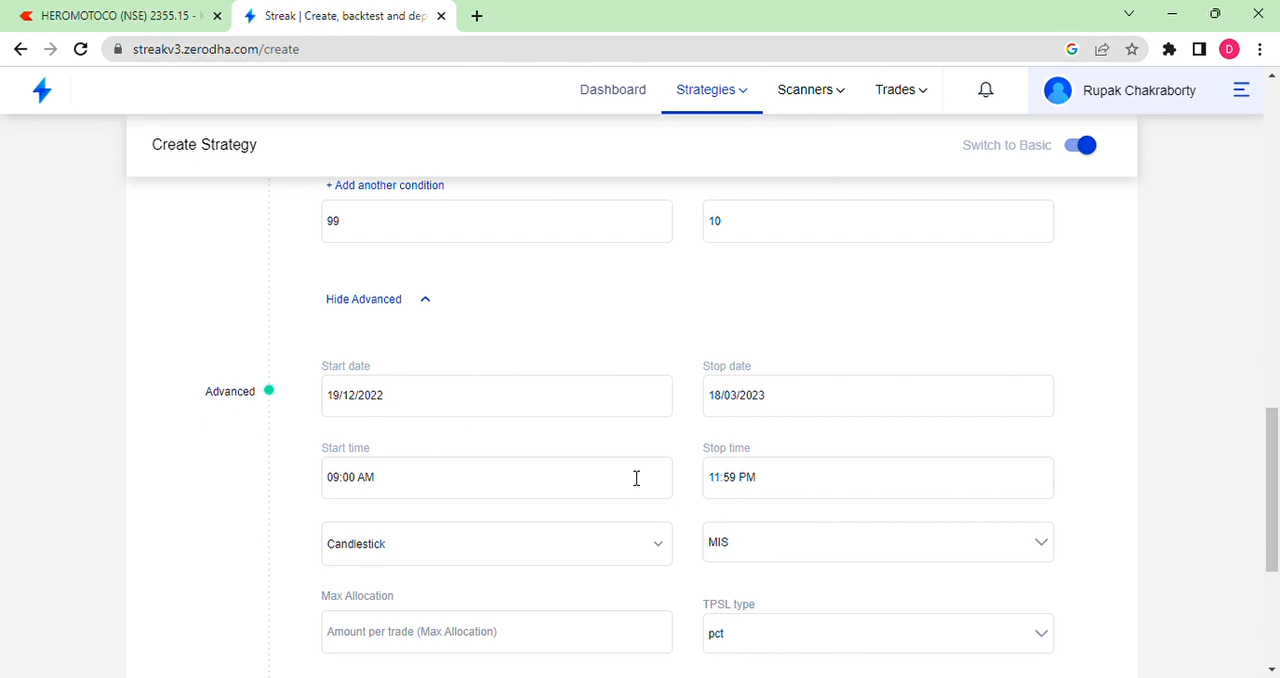 HEROMOTOCO (NSE) 2355.15 - K
Streak | Create, backtest and dep
streakv3.zerodha.com/create
D
Dashboard
Strategies
Scanners
Trades
Rupak Chakraborty
Create Strategy
Switch to Basic
+ Add another condition
99
10
Hide Advanced
Start date
Stop date
Advanced
19/12/2022
18/03/2023
Start time
Stop time
09:00 AM
11:59 PM
Candlestick
MIS
Max Allocation
TPSL type
Amount per trade (Max Allocation)
pct